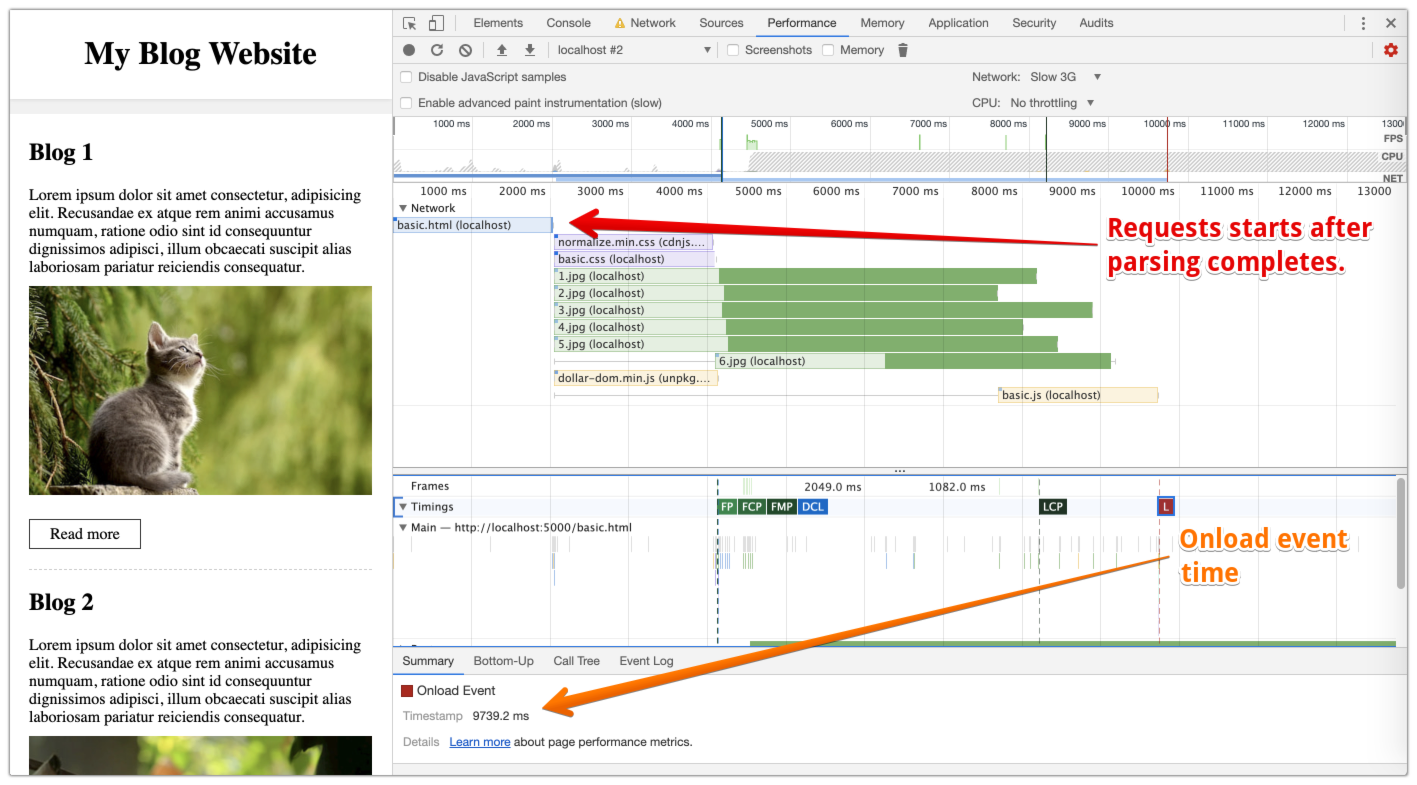 My Blog Website
Blog 1
Lorem ipsum dolor sit amet consectetur, adipisicing
elit. Recusandae ex atque rem animi accusamus
numquam, ratione odio sint id consequuntur
dignissimos adipisci, illum obcaecati suscipit alias
laboriosam pariatur reiciendis consequatur.
Read more
Blog 2
Lorem ipsum dolor sit amet consectetur, adipisicing
elit. Recusandae ex atque rem animi accusamus
numquam, ratione odio sint id consequuntur
dignissimos adipisci, illum obcaecati suscipit alias
laboriosam pariatur reiciendis consequatur.
Elements Console Network Sources Performance Memory Application Security Audits
localhost #2 Screenshots Memory
Disable JavaScript samples Network: Slow 3G
Enable advanced paint instrumentation (slow) CPU: No throttling
1000 ms 2000 ms 3000 ms 4000 ms 5000 ms 6000 ms 7000 ms 8000 ms 9000 ms 10000 ms 11000 ms 12000 ms 1300
FPS
CPU
NET
1000 ms 2000 ms 3000 ms 4000 ms 5000 ms 6000 ms 7000 ms 8000 ms 9000 ms 10000 ms 11000 ms 12000 ms 13000
Network
basic.html (localhost)
normalize.min.css (cdnjs....
basic.css (localhost)
1.jpg (localhost)
2.jpg (localhost)
3.jpg (localhost)
4.jpg (localhost)
5.jpg (localhost)
6.jpg (localhost)
dollar-dom.min.js (unpkg....
basic.js (localhost)
Requests starts after
parsing completes.
Frames 2049.0 ms 1082.0 ms
Timings FP FCP FMP DCL LCP L
Main — http://localhost:5000/basic.html
Onload event
time
Summary Bottom-Up Call Tree Event Log
Onload Event
Timestamp 9739.2 ms
Details Learn more about page performance metrics.